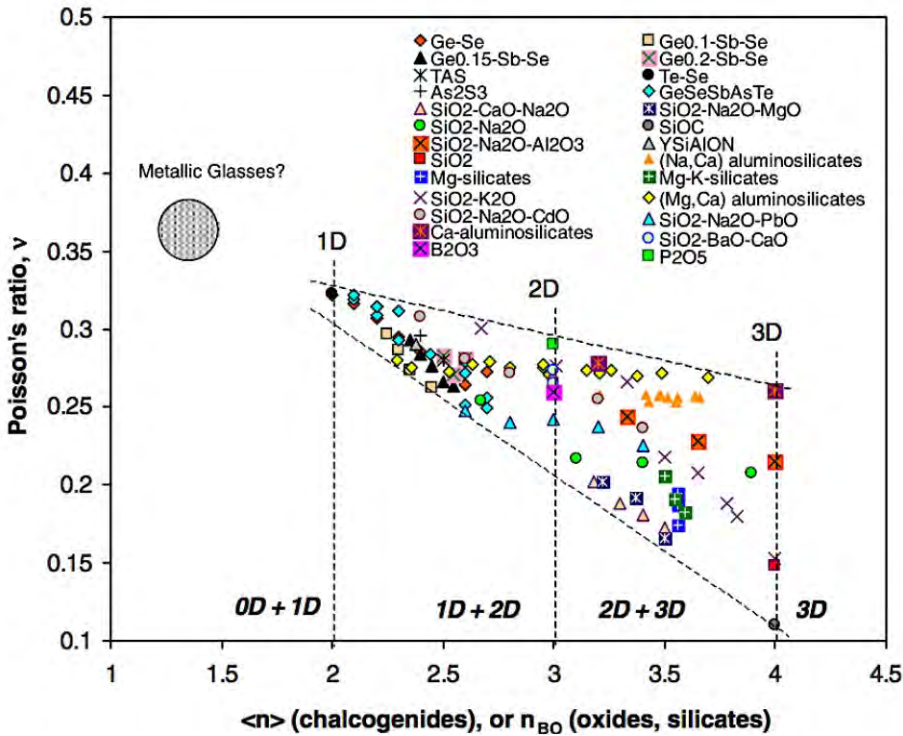 0.5
0.45
0.4
0.35
0.3
0.25
0.2
0.15
0.1
Poisson's ratio, ν
Ge-Se
Ge0.15-Sb-Se
TAS
As2S3
SiO2-CaO-Na2O
SiO2-Na2O
SiO2-Na2O-Al2O3
SiO2
Mg-silicates
SiO2-K2O
SiO2-Na2O-CdO
Ca-aluminosilicates
B2O3
Ge0.1-Sb-Se
Ge0.2-Sb-Se
Te-Se
GeSeSbAsTe
SiO2-Na2O-MgO
SiOC
YSiAlON
(Na,Ca) aluminosilicates
Mg-K-silicates
(Mg,Ca) aluminosilicates
SiO2-Na2O-PbO
SiO2-BaO-CaO
P2O5
Metallic Glasses?
1D
2D
3D
0D + 1D
1D + 2D
2D + 3D
3D
1
1.5
2
2.5
3
3.5
4
4.5
<n> (chalcogenides), or nBO (oxides, silicates)